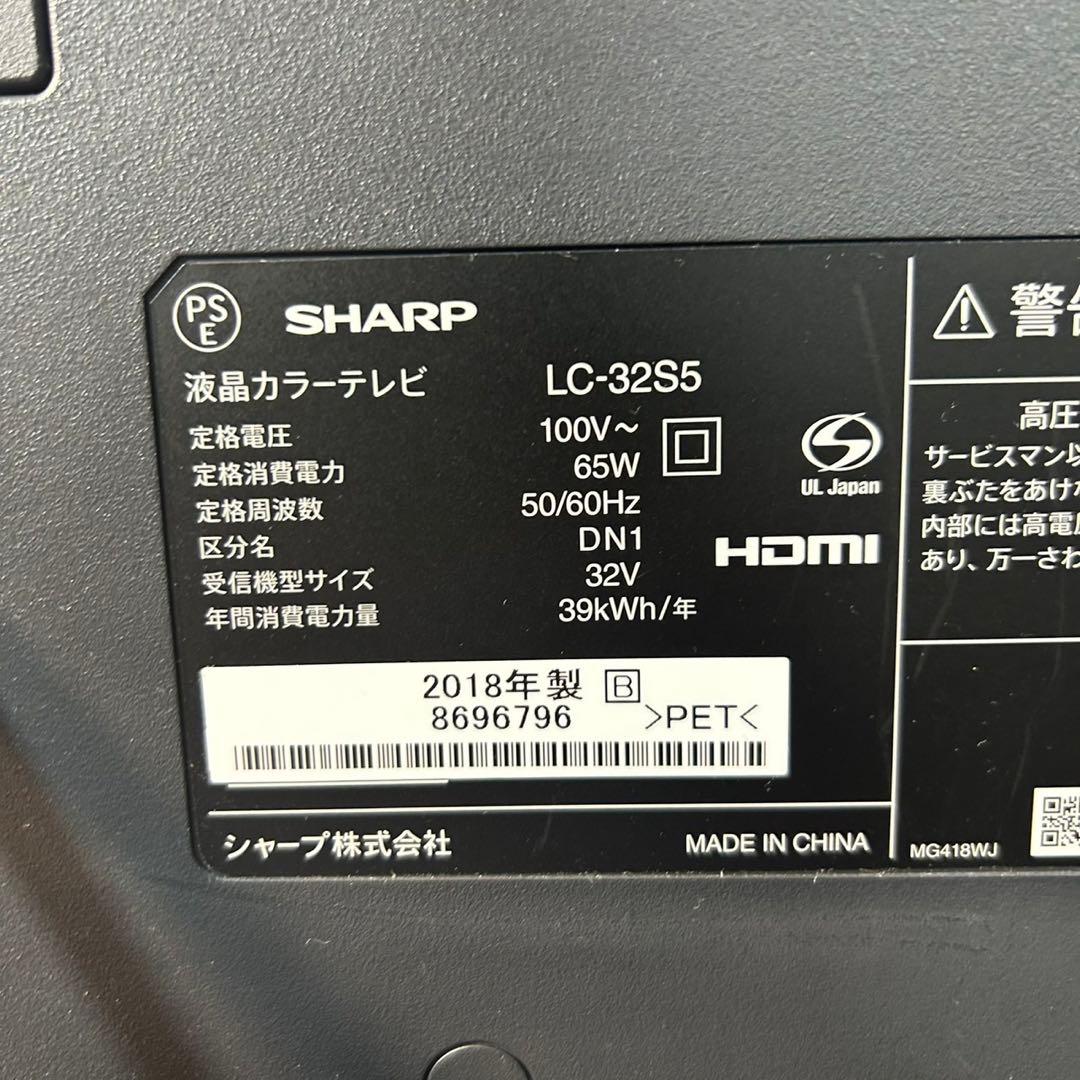 PS
E
SHARP
液晶カラーテレビ LC-32S5
定格電圧 100V～
定格消費電力 65W
定格周波数 50/60Hz
区分名 DN1
受信機型サイズ 32V
年間消費電力量 39kWh/年
S
UL Japan
HDMI
2018年製 B
8696796 >PET<
シャープ株式会社 MADE IN CHINA
警告
高圧
サービスマン以
裏ぶたをあけな
内部には高電圧
あり、万一さわ
MG418WJ